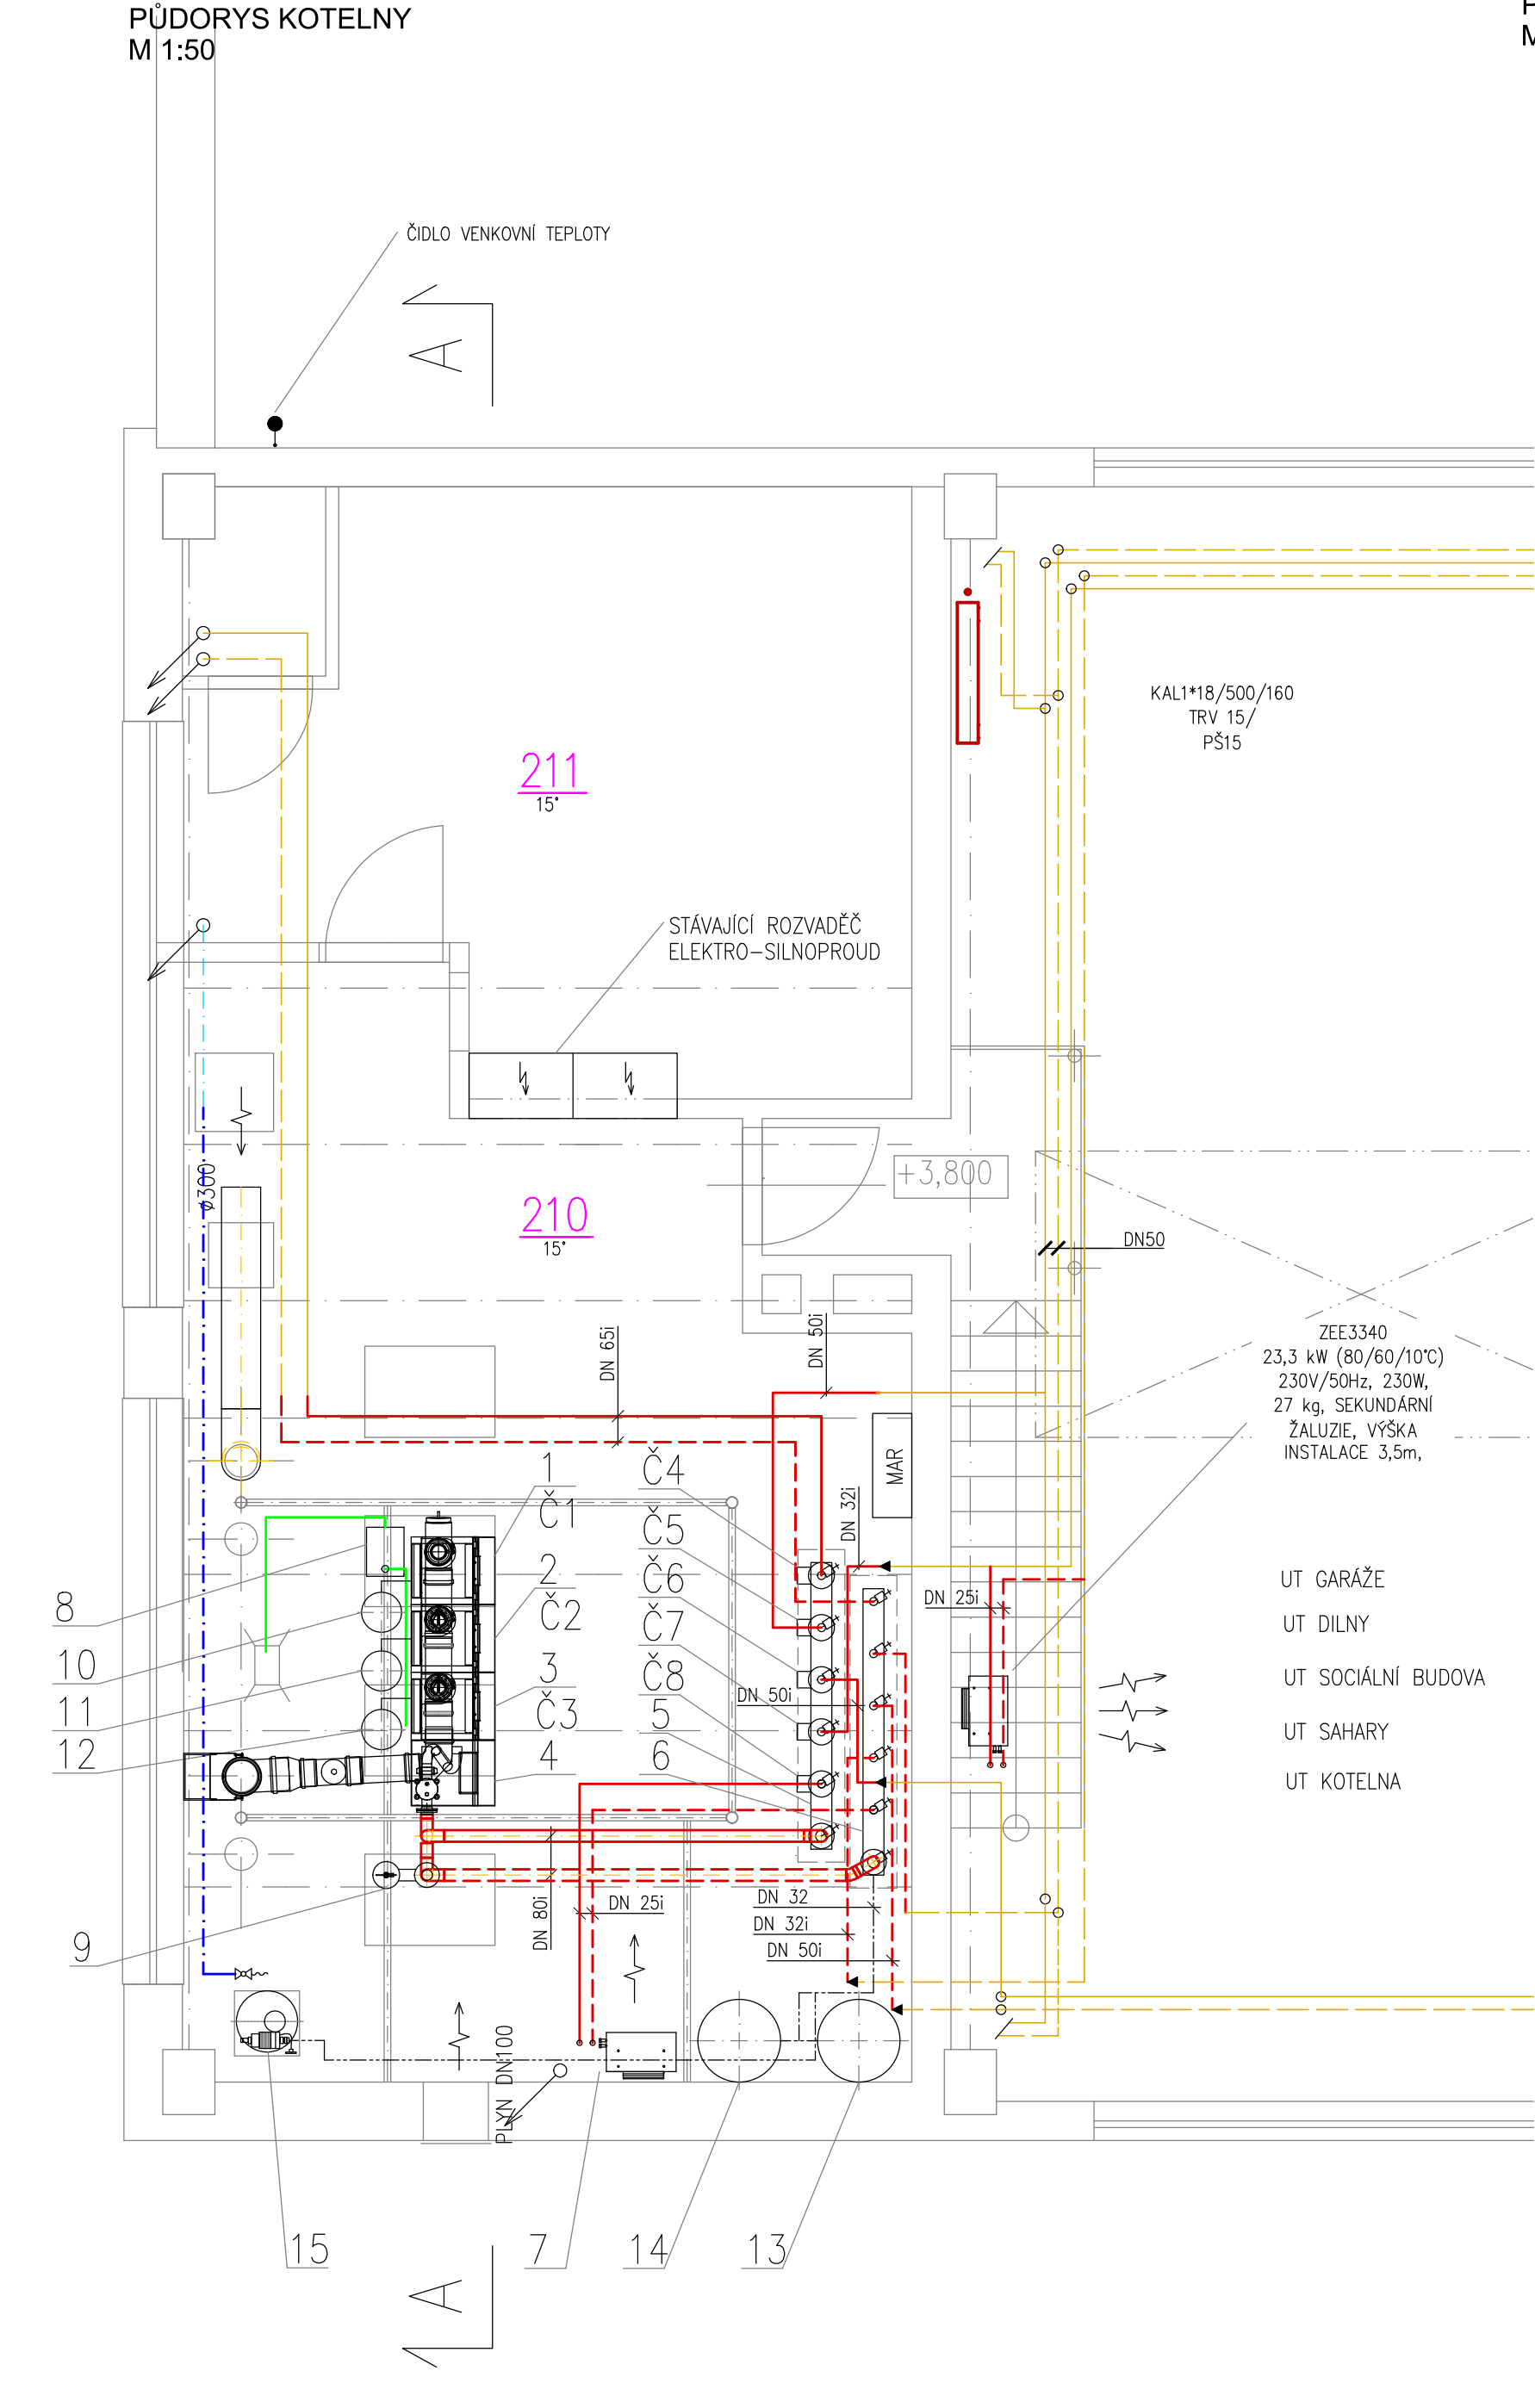 PŮDORYS KOTELNY
M 1:50
ČIDLO VENKOVNÍ TEPLOTY
A
KAL1*18/500/160
TRV 15/
PŠ15
211
15°
STÁVAJÍCÍ ROZVADĚČ
ELEKTRO-SILNOPROUD
+3,800
ø300
210
15°
DN50
DN 65i
DN 50i
ZEE3340
23,3 kW (80/60/10°C)
230V/50Hz, 230W,
27 kg, SEKUNDÁRNÍ
ŽALUZIE, VÝŠKA
INSTALACE 3,5m,
MAR
1
Č1
2
Č2
3
Č3
4
Č4
Č5
Č6
Č7
Č8
5
6
DN 32i
DN 25i
DN 50i
UT GARÁŽE
UT DILNY
UT SOCIÁLNÍ BUDOVA
UT SAHARY
UT KOTELNA
8
10
11
12
9
DN 80i
DN 25i
DN 32
DN 32i
DN 50i
PLYN DN100
15
7
14
13
A